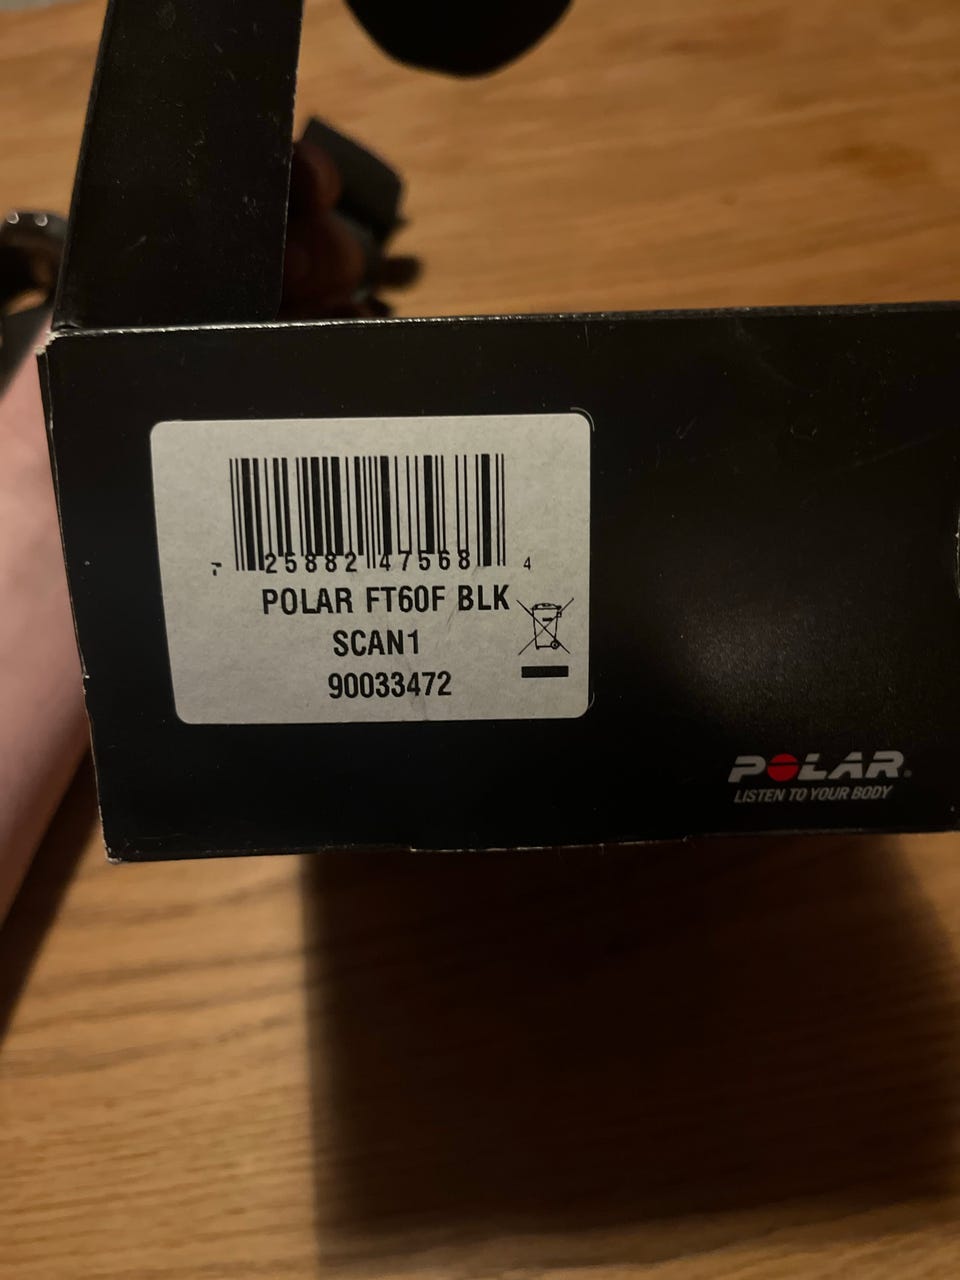 7 25882 47568 4
POLAR FT60F BLK
SCAN1
90033472
POLAR®
LISTEN TO YOUR BODY